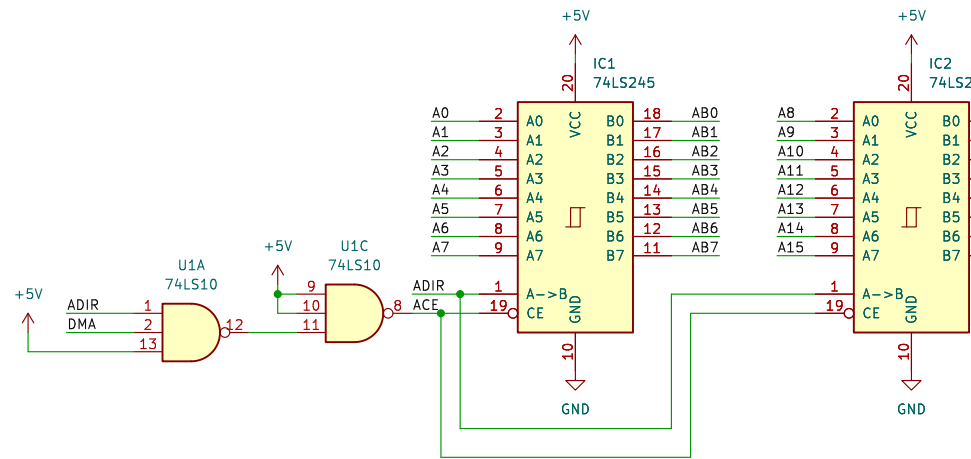 +5V
+5V
IC1
74LS245
IC2
74LS2
20
20
VCC
VCC
A0 2 A0 B0 18 AB0
A1 3 A1 B1 17 AB1
A2 4 A2 B2 16 AB2
A3 5 A3 B3 15 AB3
A4 6 A4 B4 14 AB4
A5 7 A5 B5 13 AB5
A6 8 A6 B6 12 AB6
A7 9 A7 B7 11 AB7
A8 2 A0 B0
A9 3 A1 B1
A10 4 A2 B2
A11 5 A3 B3
A12 6 A4 B4
A13 7 A5 B5
A14 8 A6 B6
A15 9 A7 B7
+5V
U1C
74LS10
9
10
11
8
+5V
U1A
74LS10
ADIR 1
DMA 2
13
12
ADIR 1 A->B
ACE 19 CE
GND
10
GND
1 A->B
19 CE
GND
10
GND